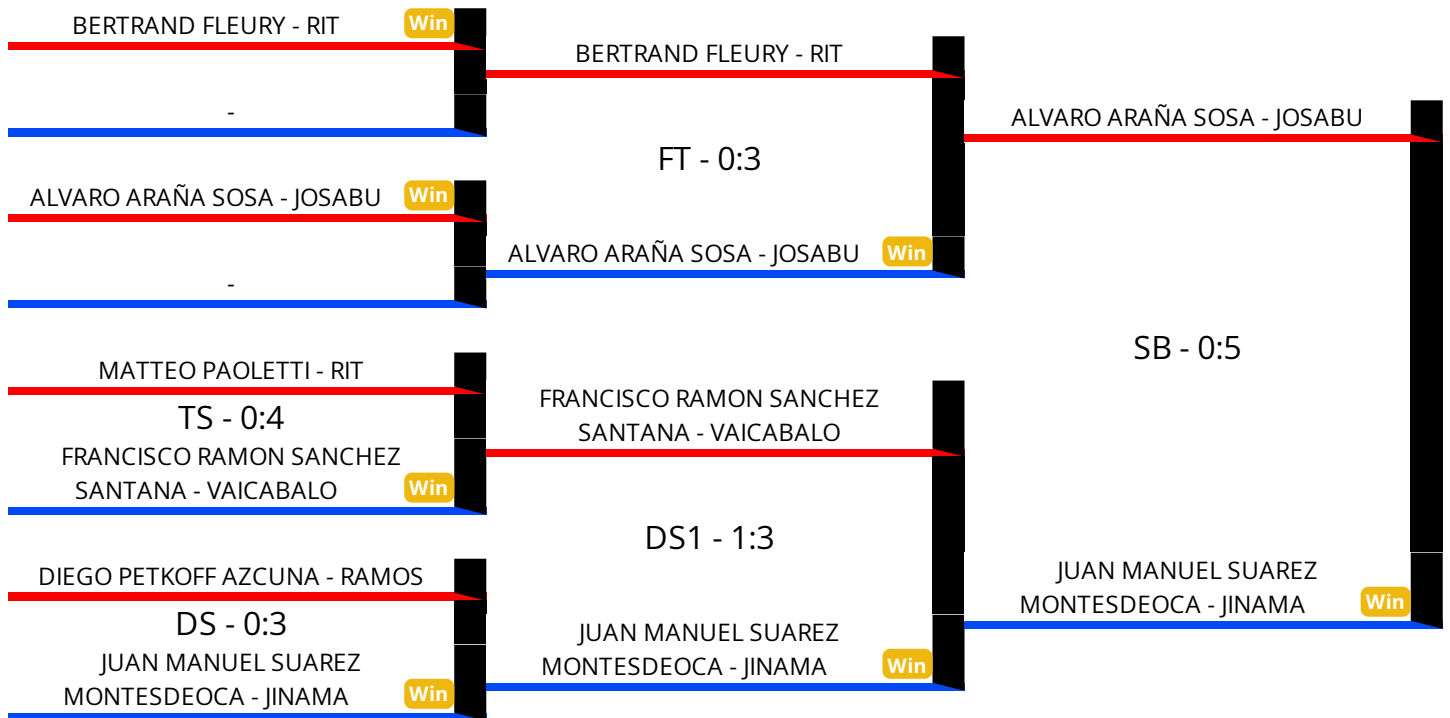 BERTRAND FLEURY - RIT
Win
-
ALVARO ARAÑA SOSA - JOSABU
Win
-
MATTEO PAOLETTI - RIT
TS - 0:4
FRANCISCO RAMON SANCHEZ
SANTANA - VAICABALO
Win
DIEGO PETKOFF AZCUNA - RAMOS
DS - 0:3
JUAN MANUEL SUAREZ
MONTESDEOCA - JINAMA
Win
BERTRAND FLEURY - RIT
FT - 0:3
ALVARO ARAÑA SOSA - JOSABU
Win
FRANCISCO RAMON SANCHEZ
SANTANA - VAICABALO
DS1 - 1:3
JUAN MANUEL SUAREZ
MONTESDEOCA - JINAMA
Win
ALVARO ARAÑA SOSA - JOSABU
SB - 0:5
JUAN MANUEL SUAREZ
MONTESDEOCA - JINAMA
Win